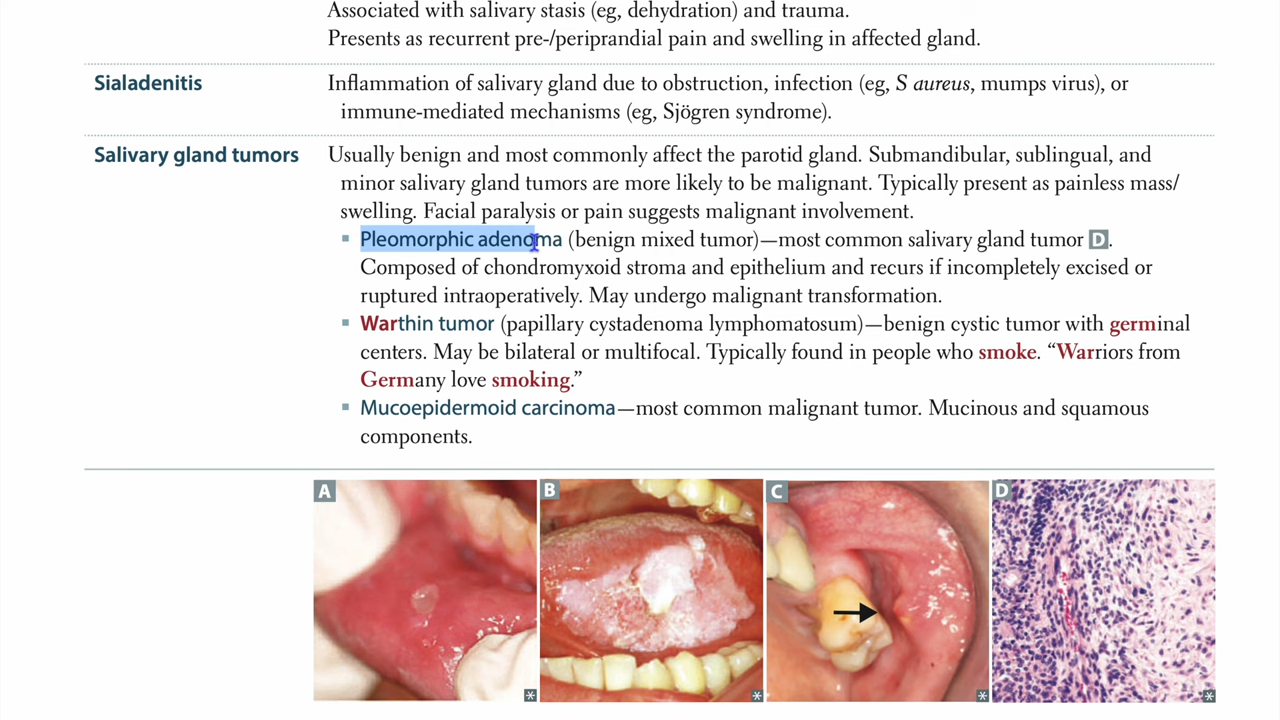 Associated with salivary stasis (eg, dehydration) and trauma.
Presents as recurrent pre-/periprandial pain and swelling in affected gland.
Sialadenitis
Inflammation of salivary gland due to obstruction, infection (eg, S aureus, mumps virus), or
immune-mediated mechanisms (eg, Sjögren syndrome).
Salivary gland tumors
Usually benign and most commonly affect the parotid gland. Submandibular, sublingual, and
minor salivary gland tumors are more likely to be malignant. Typically present as painless mass/
swelling. Facial paralysis or pain suggests malignant involvement.
▪ Pleomorphic adenoma (benign mixed tumor)—most common salivary gland tumor D.
Composed of chondromyxoid stroma and epithelium and recurs if incompletely excised or
ruptured intraoperatively. May undergo malignant transformation.
▪ Warthin tumor (papillary cystadenoma lymphomatosum)—benign cystic tumor with germinal
centers. May be bilateral or multifocal. Typically found in people who smoke. “Warriors from
Germany love smoking.”
▪ Mucoepidermoid carcinoma—most common malignant tumor. Mucinous and squamous
components.
A
B
C
D